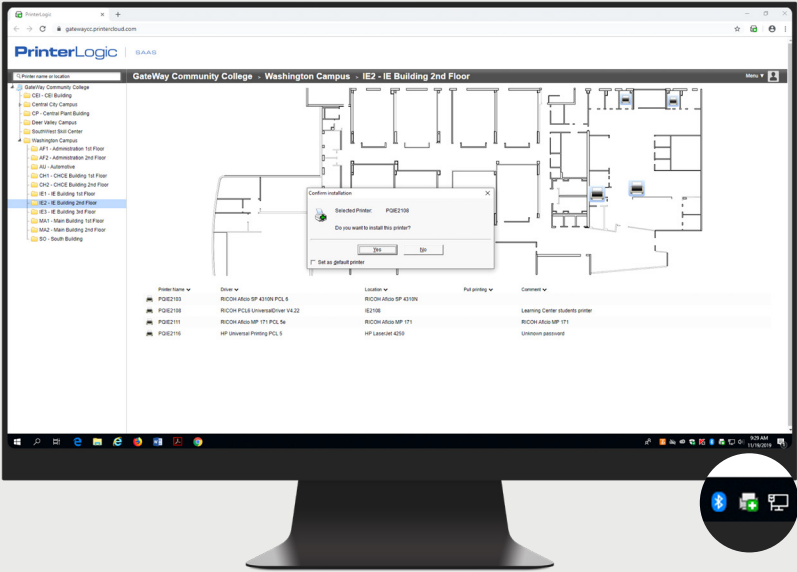 PrinterLogic
gatewaycc.printercloud.com
PrinterLogic SAAS
Printer name or location
GateWay Community College - Washington Campus - IE2 - IE Building 2nd Floor
Menu
GateWay Community College
CEI - CEI Building
Central City Campus
CP - Central Plant Building
Deer Valley Campus
SouthWest Skill Center
Washington Campus
AF1 - Administration 1st Floor
AF2 - Administration 2nd Floor
AU - Automotive
CH1 - CHCE Building 1st Floor
CH2 - CHCE Building 2nd Floor
IE1 - IE Building 1st Floor
IE2 - IE Building 2nd Floor
IE3 - IE Building 3rd Floor
MA1 - Main Building 1st Floor
MA2 - Main Building 2nd Floor
SO - South Building
Confirm installation
Selected Printer: PQIE2108
Do you want to install this printer?
Yes No
Set as default printer
Printer Name Driver Location Pull printing Comment
PQIE2103 RICOH Aficio SP 4310N PCL 6 RICOH Aficio SP 4310N
PQIE2108 RICOH PCL6 UniversalDriver V4.22 IE2108 Learning Center students printer
PQIE2111 RICOH Aficio MP 171 PCL 5e RICOH Aficio MP 171 RICOH Aficio MP 171
PQIE2116 HP Universal Printing PCL 5 HP LaserJet 4250 Unknown password
9:29 AM
11/19/2019